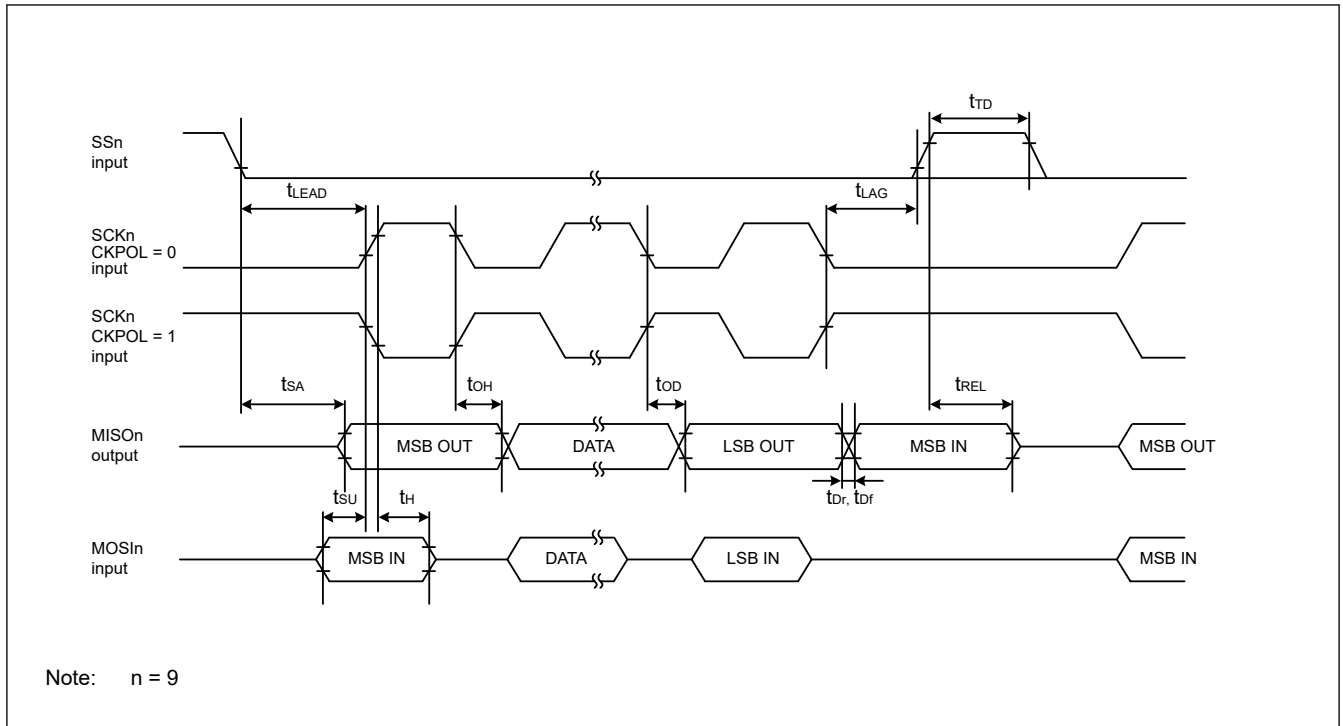 tTD
SSn
input
tLEAD
tLAG
SCKn
CKPOL = 0
input
SCKn
CKPOL = 1
input
tSA
tOH
tOD
tREL
MISOn
output
MSB OUT
DATA
LSB OUT
MSB IN
MSB OUT
tSU
tH
tDr, tDf
MOSIn
input
MSB IN
DATA
LSB IN
MSB IN
Note: n = 9